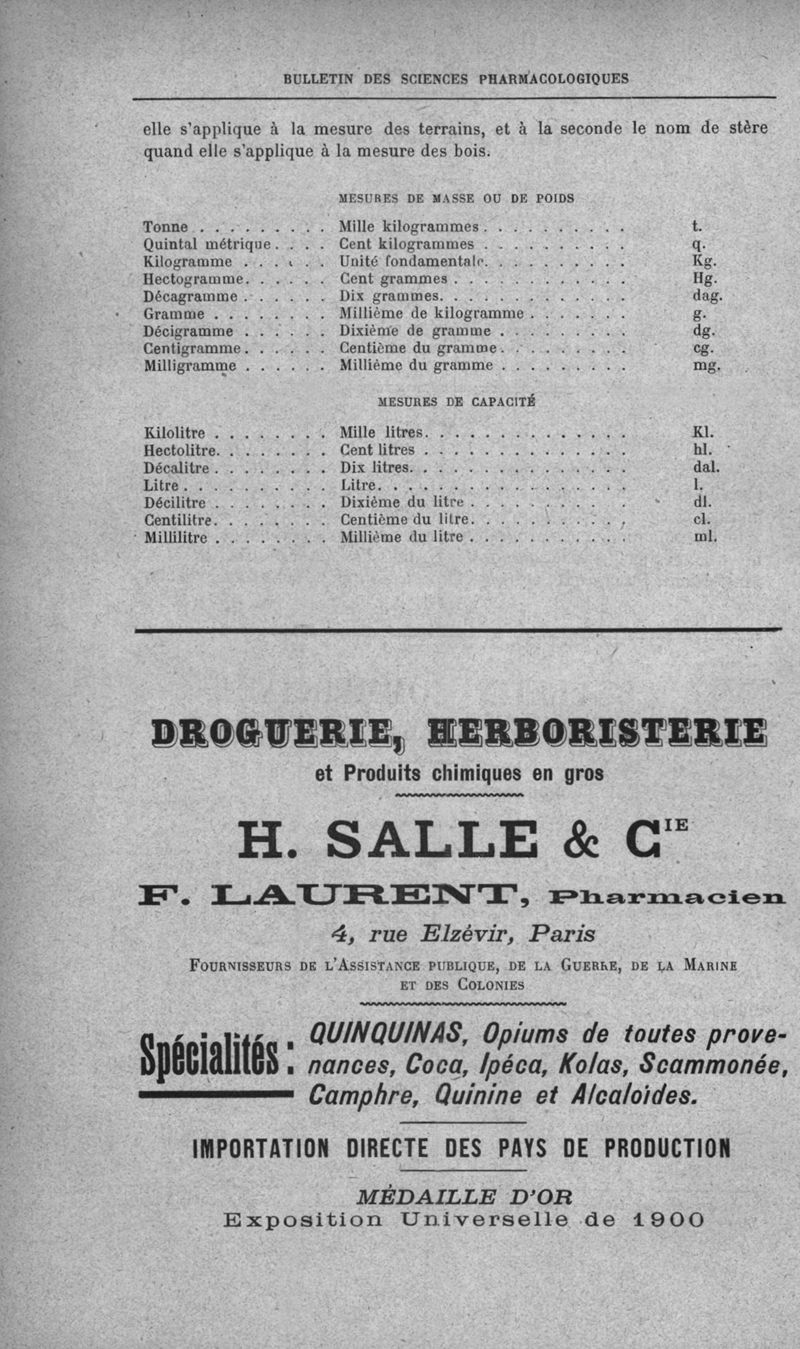 BULLETIN DES SCIENCES PHARMACOLOGIQUES
elle s'applique à la mesure des terrains, et à la seconde le nom de stère
quand elle s'applique à la mesure des bois.
MESURES DE MASSE OU DE POIDS
Tonne . . . . . . . . . Mille kilogrammes . . . . . . . . . . t.
Quintal métrique . . . . Cent kilogrammes . . . . . . . . . . q.
Kilogramme . . . . . . Unité fondamentale. . . . . . . . . . Kg.
Hectogramme. . . . . . Cent grammes . . . . . . . . . . . . Hg.
Décagramme . . . . . . Dix grammes. . . . . . . . . . . . . dag.
Gramme . . . . . . . . Millième de kilogramme . . . . . . . g.
Décigramme . . . . . . Dixième de gramme . . . . . . . . . dg.
Centigramme. . . . . . Centième du gramme . . . . . . . . . cg.
Milligramme . . . . . . Millième du gramme . . . . . . . . . mg.
MESURES DE CAPACITÉ
Kilolitre . . . . . . . . Mille litres. . . . . . . . . . . . . . Kl.
Hectolitre. . . . . . . . Cent litres . . . . . . . . . . . . . . hl.
Décalitre . . . . . . . . Dix litres. . . . . . . . . . . . . . . dal.
Litre . . . . . . . . . . Litre. . . . . . . . . . . . . . . . . l.
Décilitre . . . . . . . . Dixième du litre . . . . . . . . . . . dl.
Centilitre. . . . . . . . Centième du litre. . . . . . . . . . . cl.
Millilitre . . . . . . . . Millième du litre . . . . . . . . . . . ml.
DROGUERIE, HERBORISTERIE
et Produits chimiques en gros
H. SALLE & CIE
F. LAURENT, Pharmacien
4, rue Elzévir, Paris
FOURNISSEURS DE L'ASSISTANCE PUBLIQUE, DE LA GUERRE, DE LA MARINE
ET DES COLONIES
Spécialités : QUINQUINAS, Opiums de toutes prove-
nances, Coca, Ipéca, Kolas, Scammonée,
Camphre, Quinine et Alcaloïdes.
IMPORTATION DIRECTE DES PAYS DE PRODUCTION
MÉDAILLE D'OR
Exposition Universelle de 1900